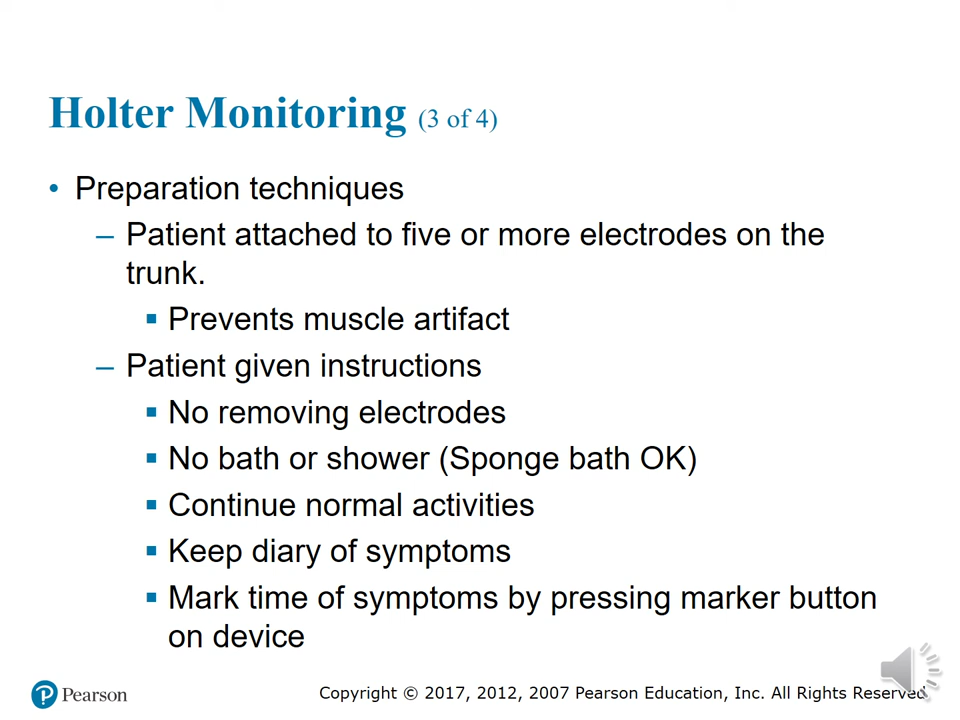 Holter Monitoring (3 of 4)
• Preparation techniques
– Patient attached to five or more electrodes on the
trunk.
▪ Prevents muscle artifact
– Patient given instructions
▪ No removing electrodes
▪ No bath or shower (Sponge bath OK)
▪ Continue normal activities
▪ Keep diary of symptoms
▪ Mark time of symptoms by pressing marker button
on device
P Pearson
Copyright © 2017, 2012, 2007 Pearson Education, Inc. All Rights Reserved